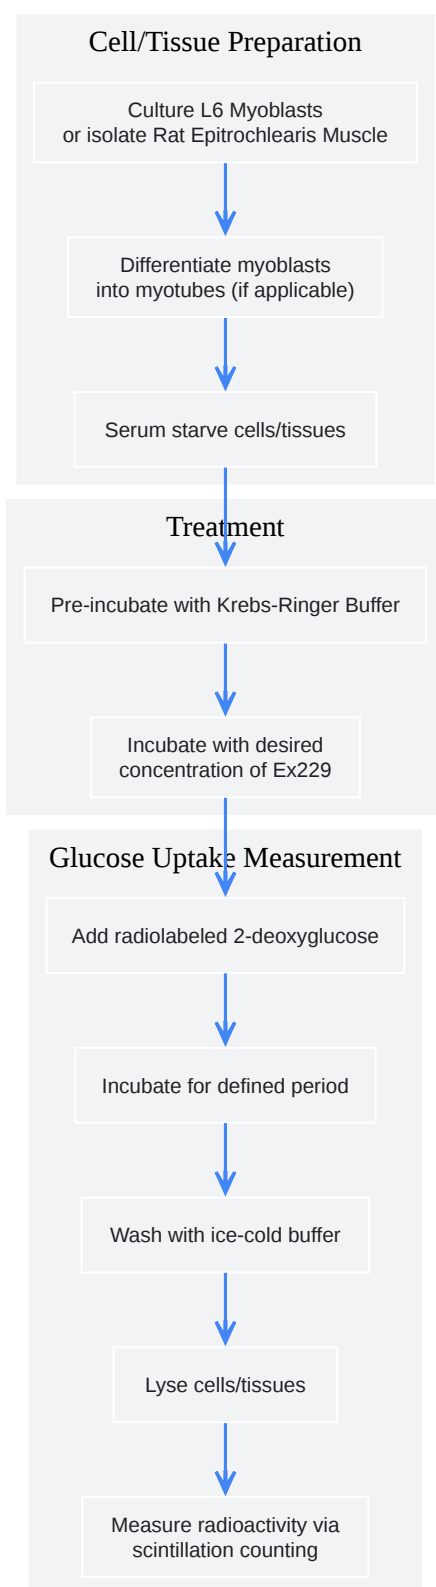 Cell/Tissue Preparation
Culture L6 Myoblasts
or isolate Rat Epitrochlearis Muscle
Differentiate myoblasts
into myotubes (if applicable)
Serum starve cells/tissues
Treatment
Pre-incubate with Krebs-Ringer Buffer
Incubate with desired
concentration of Ex229
Glucose Uptake Measurement
Add radiolabeled 2-deoxyglucose
Incubate for defined period
Wash with ice-cold buffer
Lyse cells/tissues
Measure radioactivity via
scintillation counting